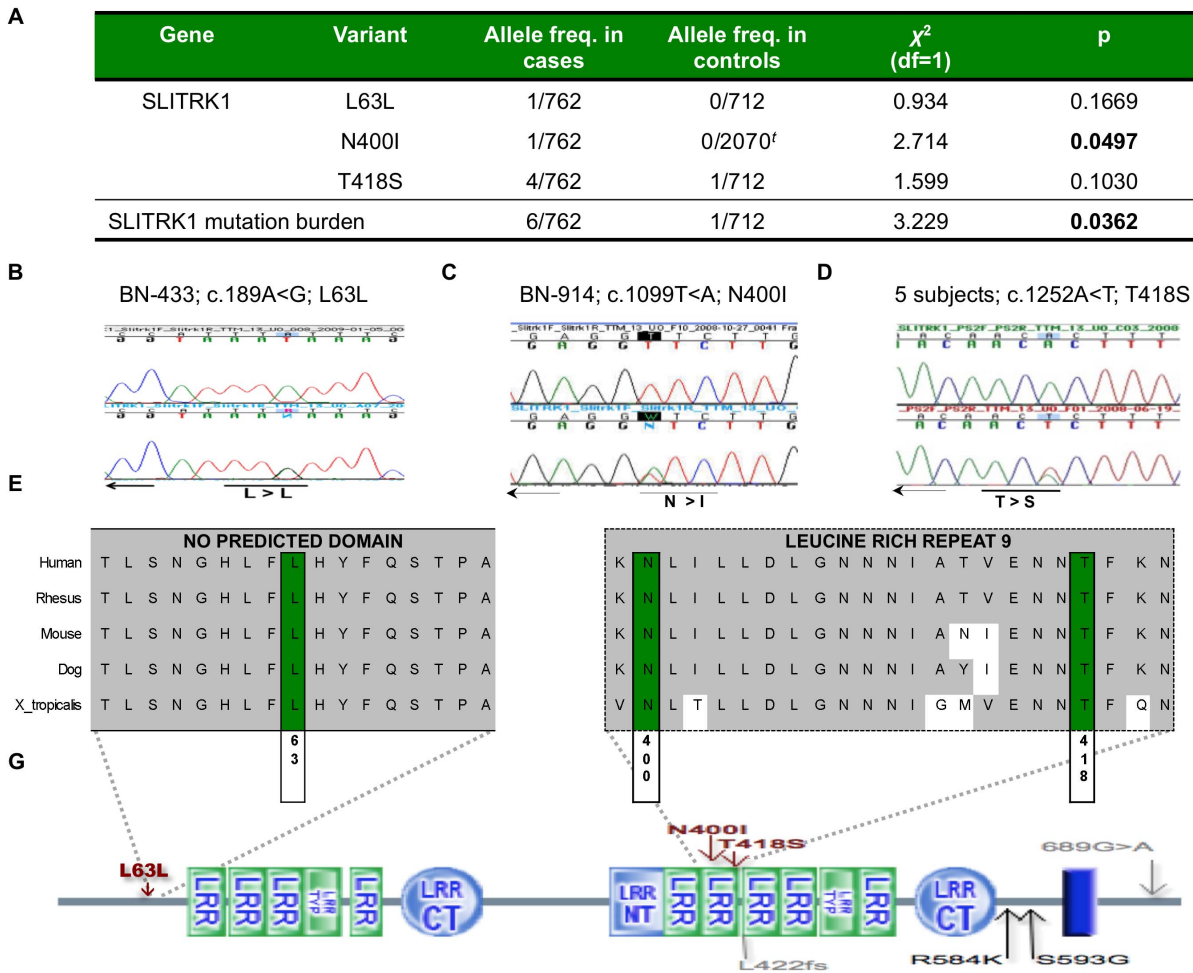 A
Gene Variant Allele freq. in cases Allele freq. in controls χ² (df=1) p
SLITRK1 L63L 1/762 0/712 0.934 0.1669
N400I 1/762 0/2070ᵗ 2.714 0.0497
T418S 4/762 1/712 1.599 0.1030
SLITRK1 mutation burden 6/762 1/712 3.229 0.0362
B
BN-433; c.189A<G; L63L
C
BN-914; c.1099T<A; N400I
D
5 subjects; c.1252A<T; T418S
L > L
G A G G T T C T T G
G A G G N T C T T G
N > I
A C A A C A C T T T
A C A A C T C T T T
T > S
E
NO PREDICTED DOMAIN
Human T L S N G H L F L H Y F Q S T P A
Rhesus T L S N G H L F L H Y F Q S T P A
Mouse T L S N G H L F L H Y F Q S T P A
Dog T L S N G H L F L H Y F Q S T P A
X_tropicalis T L S N G H L F L H Y F Q S T P A
63
LEUCINE RICH REPEAT 9
K N L I L L D L G N N N I A T V E N N T F K N
K N L I L L D L G N N N I A T V E N N T F K N
K N L I L L D L G N N N I A N I E N N T F K N
K N L I L L D L G N N N I A Y I E N N T F K N
V N L T L L D L G N N N I G M V E N N T F Q N
400
418
G
L63L
N400I
T418S
689G>A
LRR LRR LRR LRR TYP LRR LRR CT
LRR NT LRR LRR LRR LRR LRR TYP LRR LRR CT
L422fs
R584K
S593G